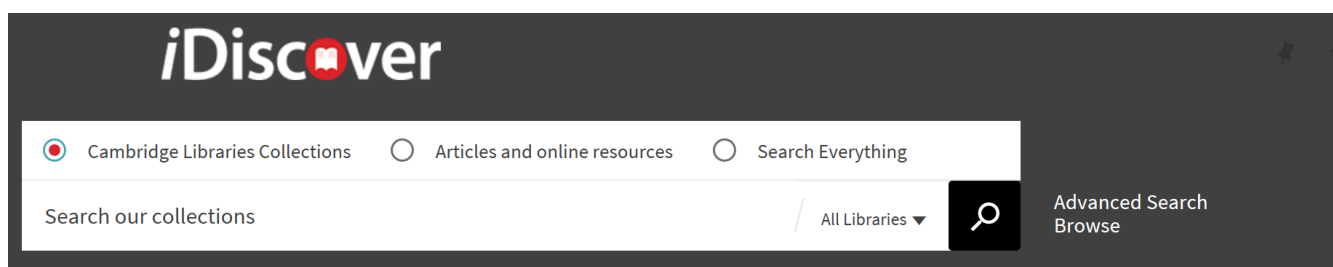 iDiscover
Cambridge Libraries Collections Articles and online resources Search Everything
Search our collections All Libraries Advanced Search
Browse